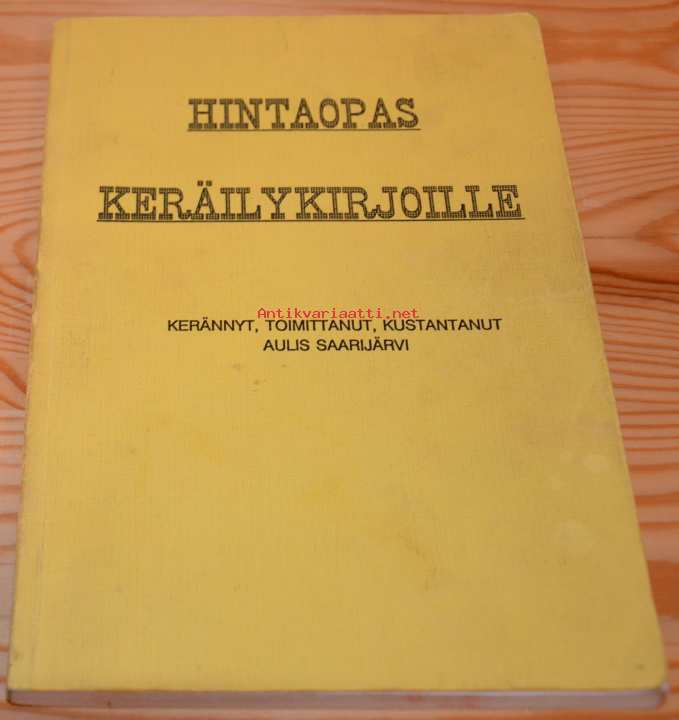 HINTAOPAS
KERÄILYKIRJOILLE
Antikvariaatti.net
KERÄNNYT, TOIMITTANUT, KUSTANTANUT
AULIS SAARIJÄRVI